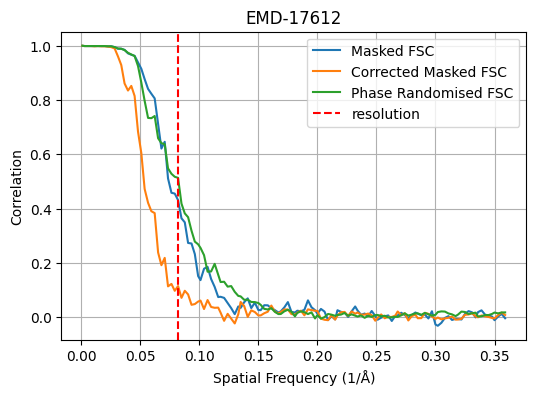 EMD-17612
Masked FSC
Corrected Masked FSC
Phase Randomised FSC
resolution
Correlation
1.0
0.8
0.6
0.4
0.2
0.0
0.00 0.05 0.10 0.15 0.20 0.25 0.30 0.35
Spatial Frequency (1/Å)